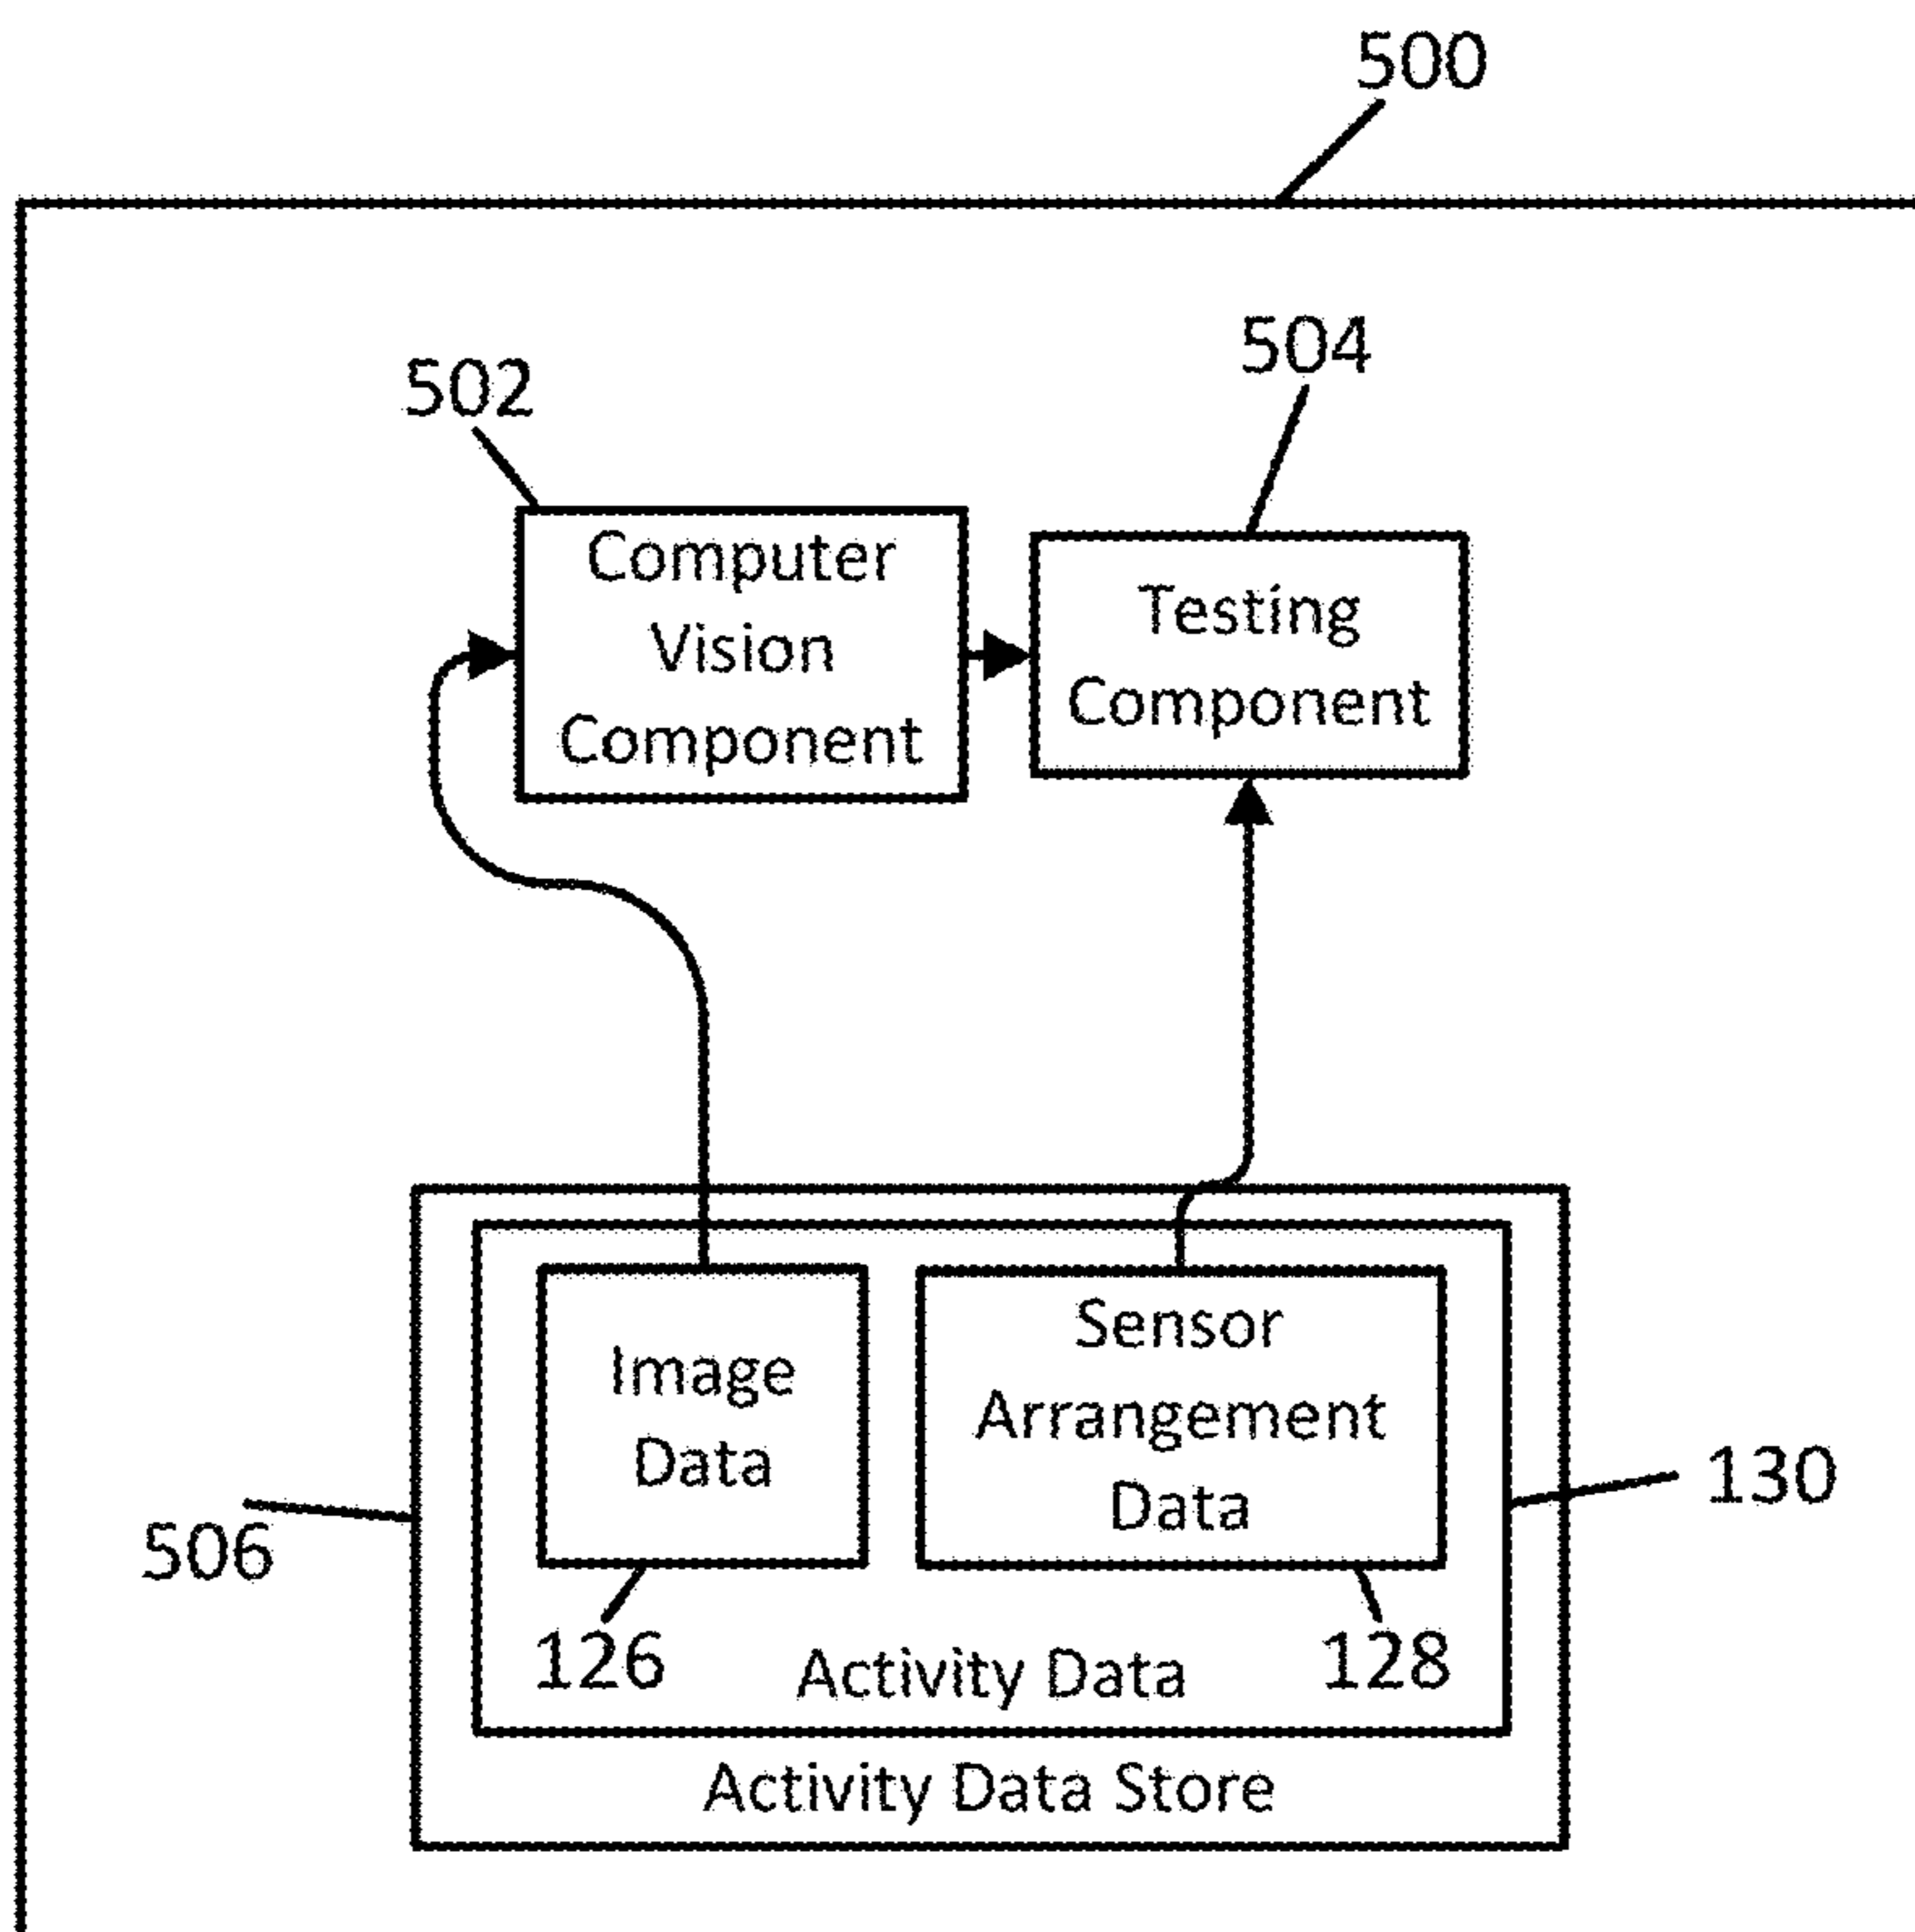 500
504
502
Computer
Vision
Component
Testing
Component
Image
Data
Sensor
Arrangement
Data
130
506
126
128
Activity Data
Activity Data Store